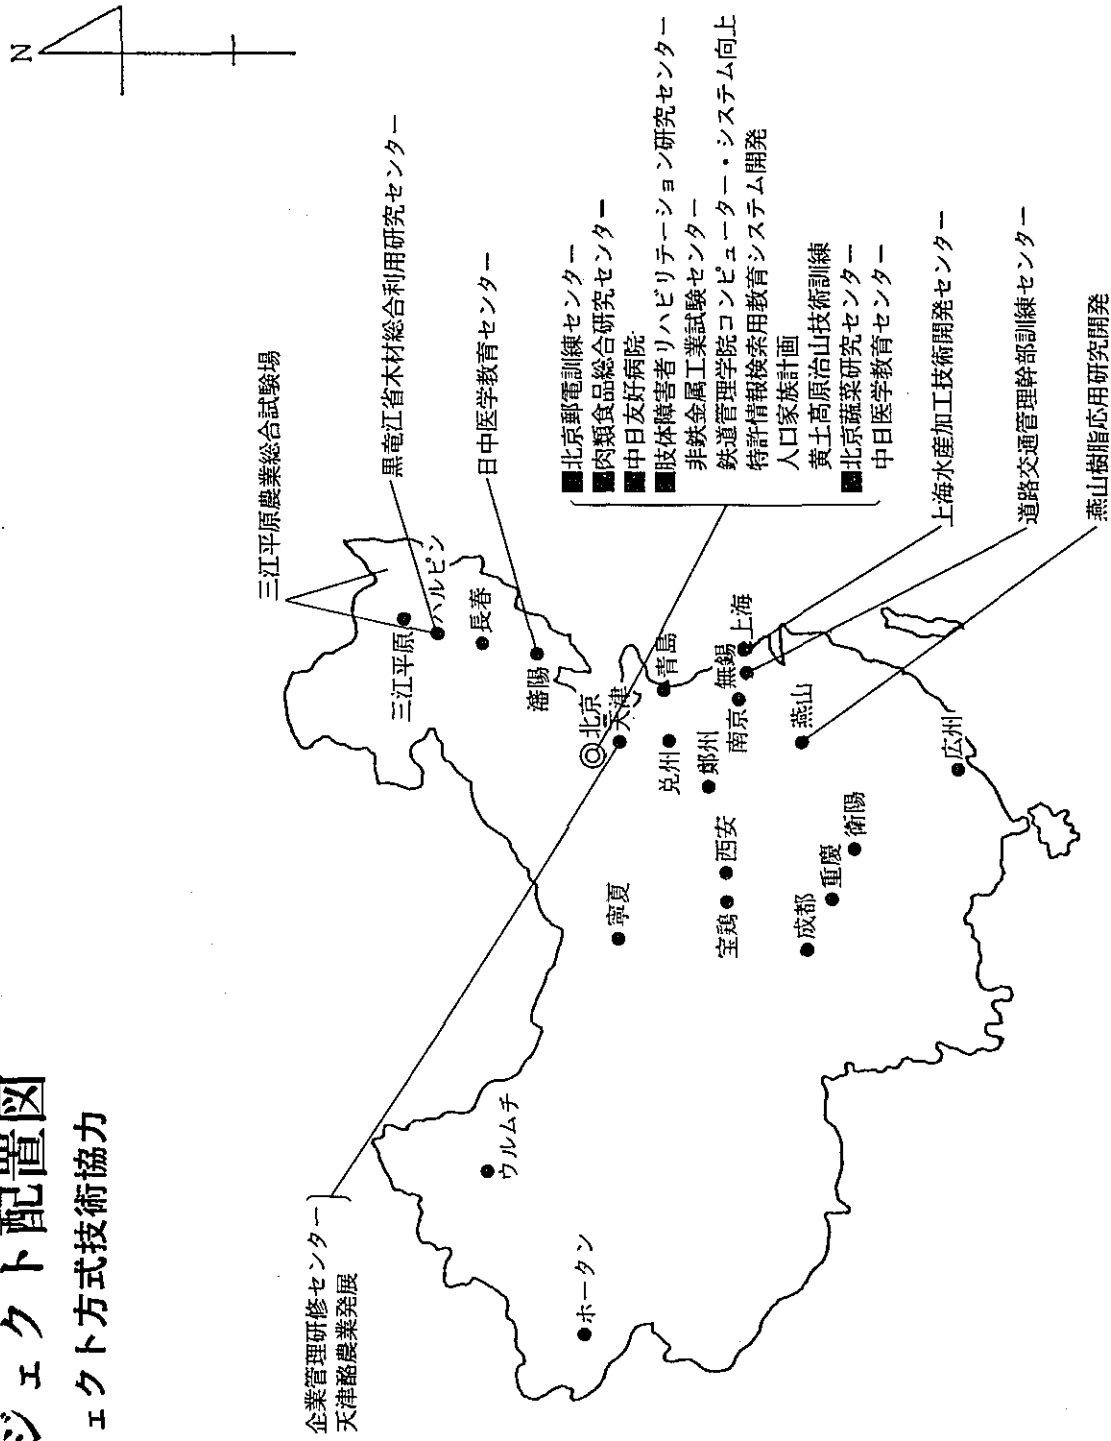 ジェクト配置図
ェクト方式技術協力
N
三江平原農業総合試験場
黒竜江省木材総合利用研究センター
日中医学教育センター
■北京郵電訓練センター
■肉類食品総合研究センター
■中日友好病院
■肢体障害者リハビリテーション研究センター
非鉄金属工業試験センター
鉄道管理学院コンピューター・システム向上
特許情報検索用教育システム開発
人口家族計画
黄土高原治山技術訓練
■北京蔬菜研究センター
中日医学教育センター
上海水産加工技術開発センター
道路交通管理幹部訓練センター
燕山樹脂応用研究開発
企業管理研修センター
天津酪農業発展
三江平原
ハルピン
長春
瀋陽
北京
天津
青島
兖州
鄭州
南京
無錫
上海
燕山
広州
西安
宝鶏
寧夏
成都
重慶
衛陽
ウルムチ
ホータン